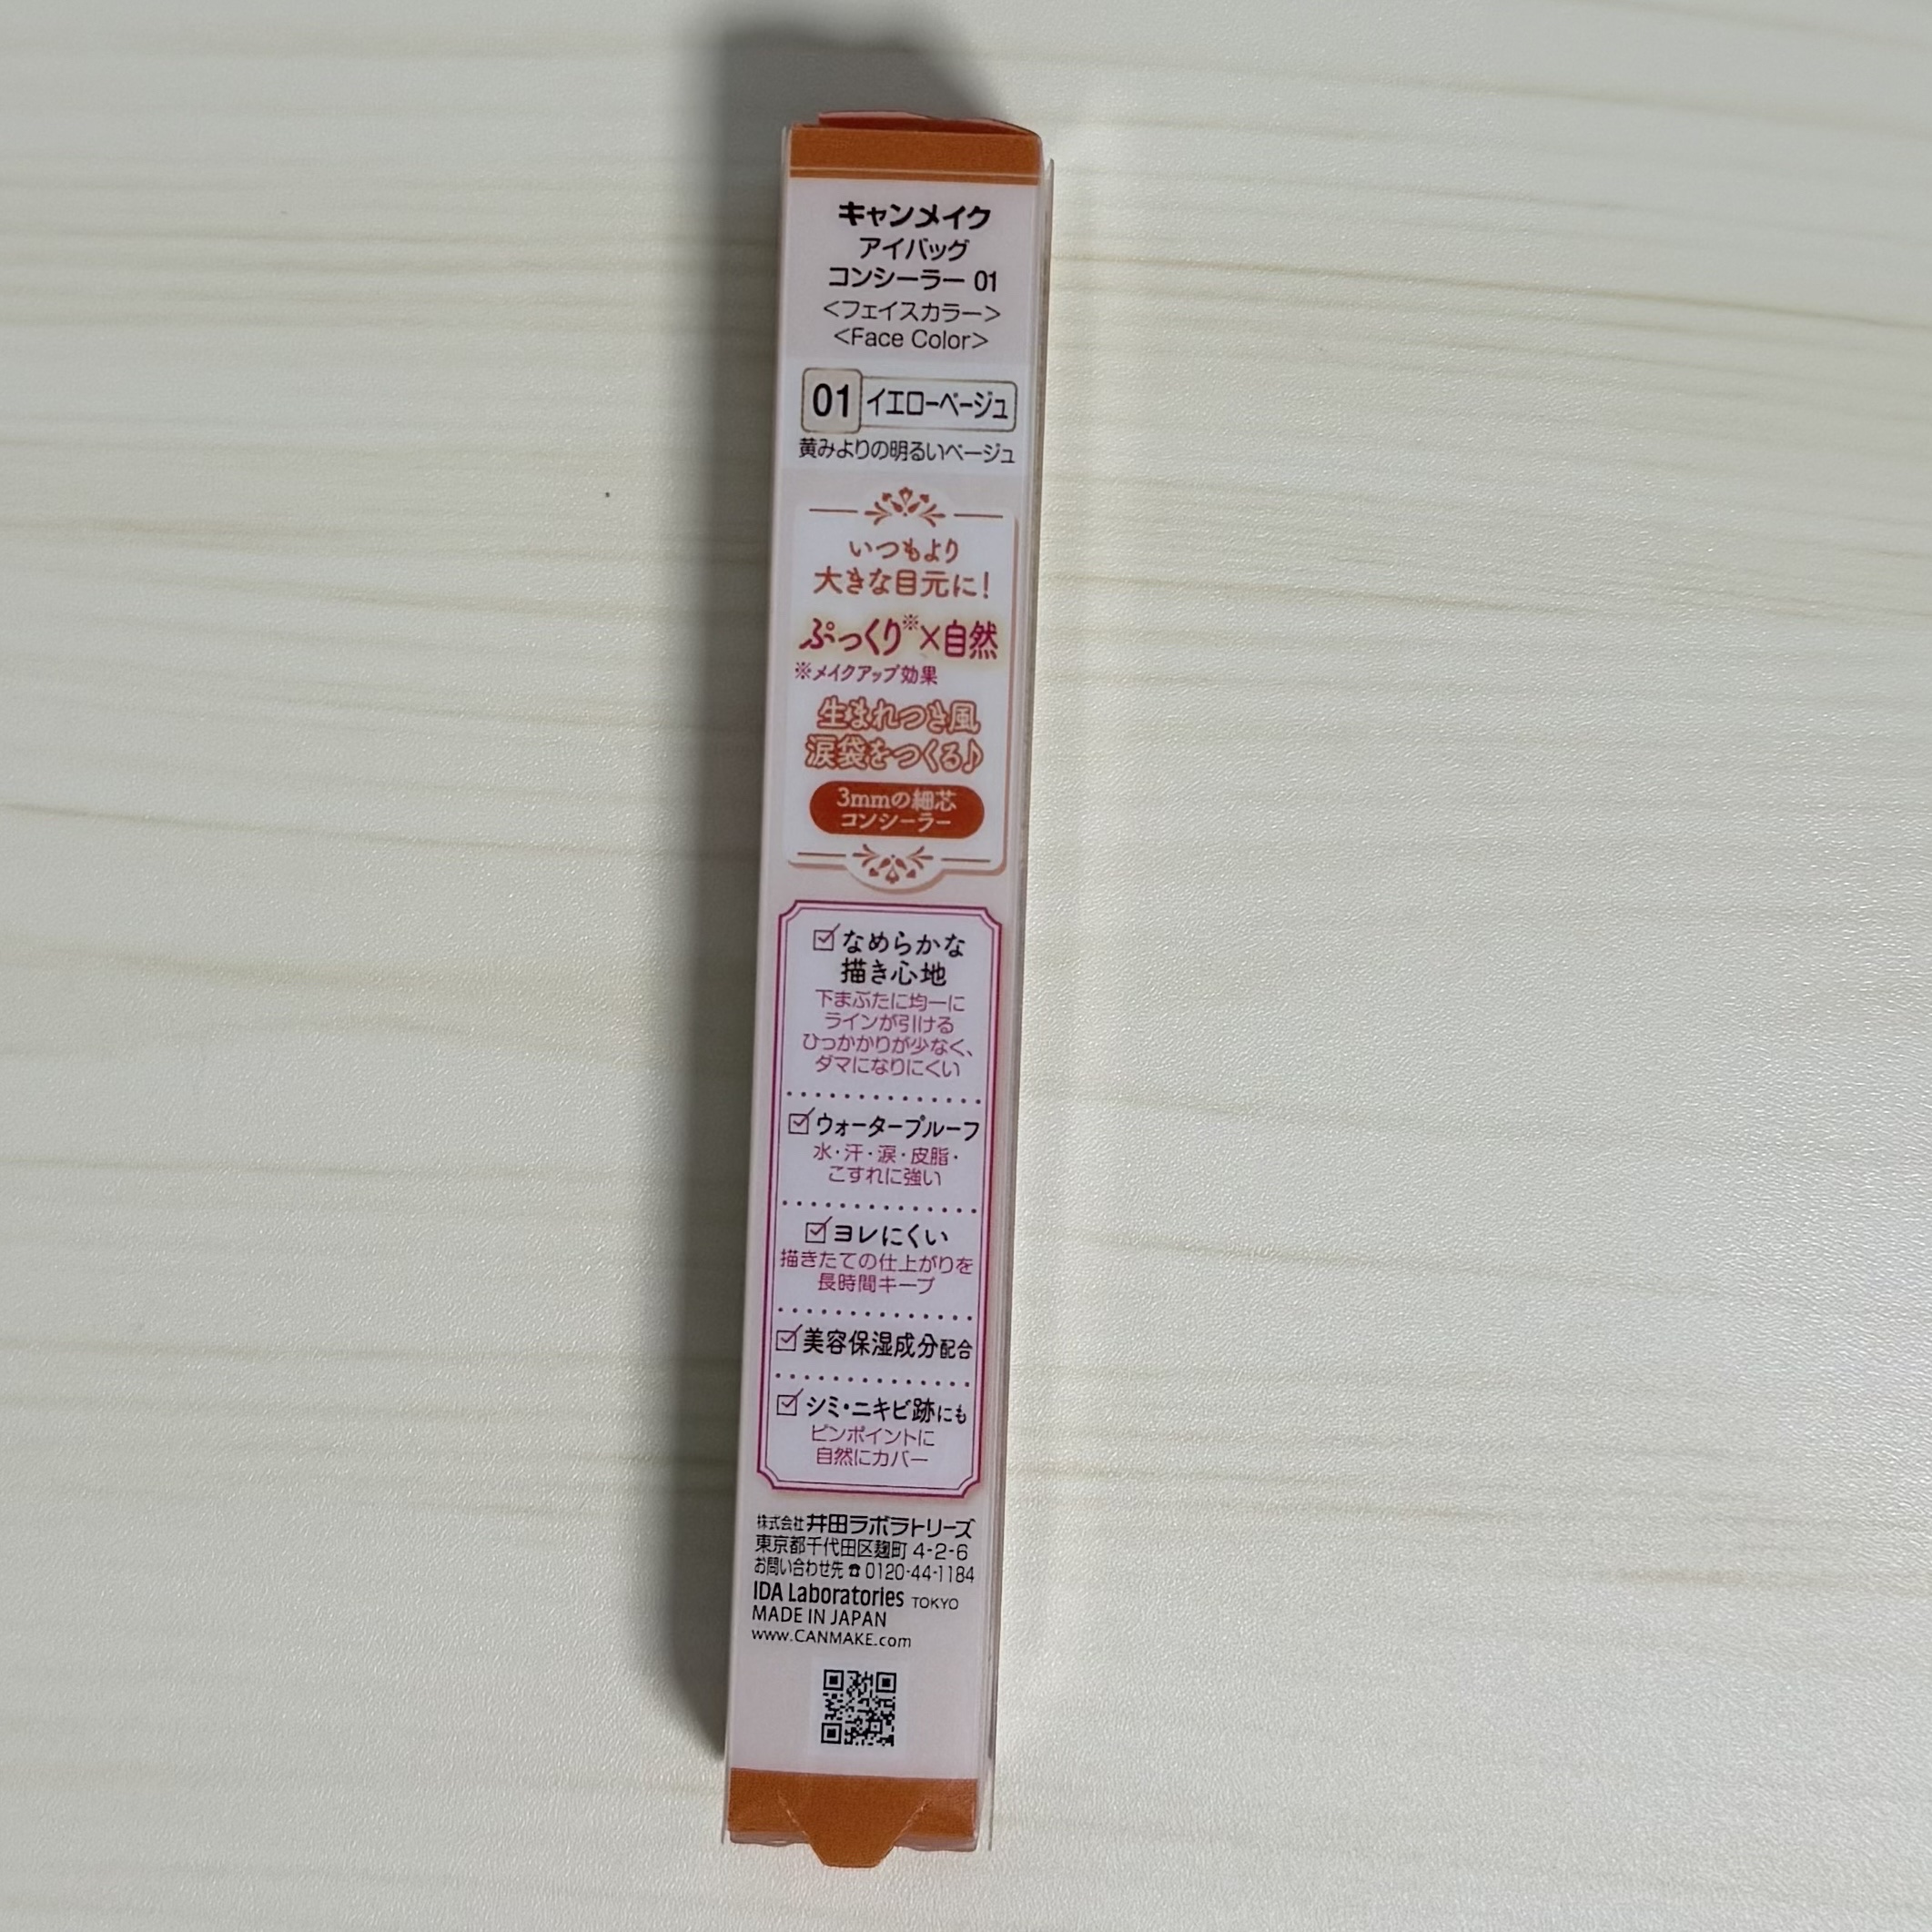 キャンメイク
アイバッグ
コンシーラー 01
<フェイスカラー>
<Face Color>
01 イエローベージュ
黄みよりの明るいベージュ
いつもより
大きな目元に!
ぷっくり※×自然
※メイクアップ効果
生まれつき風
涙袋をつくる♪
3mmの細芯
コンシーラー
なめらかな
描き心地
下まぶたに均一に
ラインが引ける
ひっかかりが少なく、
ダマになりにくい
ウォータープルーフ
水・汗・涙・皮脂・
こすれに強い
ヨレにくい
描きたての仕上がりを
長時間キープ
美容保湿成分配合
シミ・ニキビ跡にも
ピンポイントに
自然にカバー
株式会社 井田ラボラトリーズ
東京都千代田区麹町 4-2-6
お問い合わせ先 ☎ 0120-44-1184
IDA Laboratories TOKYO
MADE IN JAPAN
www.CANMAKE.com